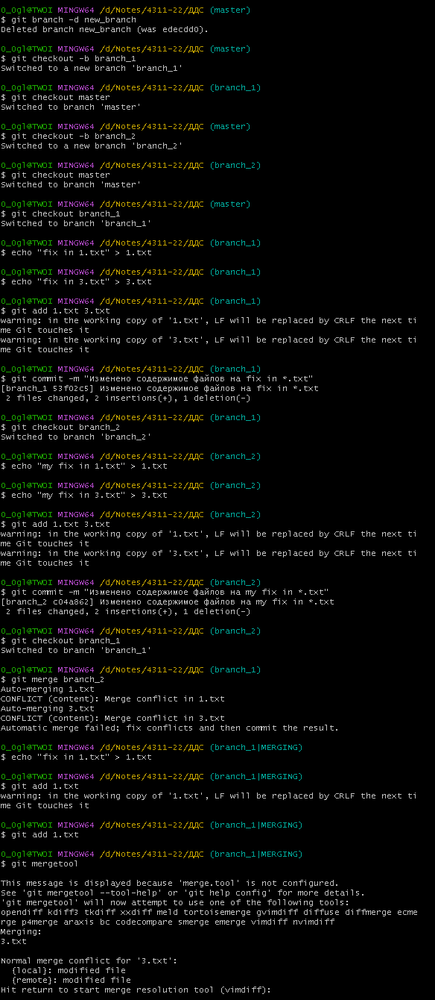 O_Ogl@TWOI MINGW64 /d/Notes/4311-22/ДДС (master)
$ git branch -d new_branch
Deleted branch new_branch (was edecdd0).
O_Ogl@TWOI MINGW64 /d/Notes/4311-22/ДДС (master)
$ git checkout -b branch_1
Switched to a new branch 'branch_1'
O_Ogl@TWOI MINGW64 /d/Notes/4311-22/ДДС (branch_1)
$ git checkout master
Switched to branch 'master'
O_Ogl@TWOI MINGW64 /d/Notes/4311-22/ДДС (master)
$ git checkout -b branch_2
Switched to a new branch 'branch_2'
O_Ogl@TWOI MINGW64 /d/Notes/4311-22/ДДС (branch_2)
$ git checkout master
Switched to branch 'master'
O_Ogl@TWOI MINGW64 /d/Notes/4311-22/ДДС (master)
$ git checkout branch_1
Switched to branch 'branch_1'
O_Ogl@TWOI MINGW64 /d/Notes/4311-22/ДДС (branch_1)
$ echo "fix in 1.txt" > 1.txt
O_Ogl@TWOI MINGW64 /d/Notes/4311-22/ДДС (branch_1)
$ echo "fix in 3.txt" > 3.txt
O_Ogl@TWOI MINGW64 /d/Notes/4311-22/ДДС (branch_1)
$ git add 1.txt 3.txt
warning: in the working copy of '1.txt', LF will be replaced by CRLF the next ti
me Git touches it
warning: in the working copy of '3.txt', LF will be replaced by CRLF the next ti
me Git touches it
O_Ogl@TWOI MINGW64 /d/Notes/4311-22/ДДС (branch_1)
$ git commit -m "Изменено содержимое файлов на fix in *.txt"
[branch_1 53f02c5] Изменено содержимое файлов на fix in *.txt
 2 files changed, 2 insertions(+), 1 deletion(-)
O_Ogl@TWOI MINGW64 /d/Notes/4311-22/ДДС (branch_1)
$ git checkout branch_2
Switched to branch 'branch_2'
O_Ogl@TWOI MINGW64 /d/Notes/4311-22/ДДС (branch_2)
$ echo "my fix in 1.txt" > 1.txt
O_Ogl@TWOI MINGW64 /d/Notes/4311-22/ДДС (branch_2)
$ echo "my fix in 3.txt" > 3.txt
O_Ogl@TWOI MINGW64 /d/Notes/4311-22/ДДС (branch_2)
$ git add 1.txt 3.txt
warning: in the working copy of '1.txt', LF will be replaced by CRLF the next ti
me Git touches it
warning: in the working copy of '3.txt', LF will be replaced by CRLF the next ti
me Git touches it
O_Ogl@TWOI MINGW64 /d/Notes/4311-22/ДДС (branch_2)
$ git commit -m "Изменено содержимое файлов на my fix in *.txt"
[branch_2 c04a862] Изменено содержимое файлов на my fix in *.txt
 2 files changed, 2 insertions(+), 1 deletion(-)
O_Ogl@TWOI MINGW64 /d/Notes/4311-22/ДДС (branch_2)
$ git checkout branch_1
Switched to branch 'branch_1'
O_Ogl@TWOI MINGW64 /d/Notes/4311-22/ДДС (branch_1)
$ git merge branch_2
Auto-merging 1.txt
CONFLICT (content): Merge conflict in 1.txt
Auto-merging 3.txt
CONFLICT (content): Merge conflict in 3.txt
Automatic merge failed; fix conflicts and then commit the result.
O_Ogl@TWOI MINGW64 /d/Notes/4311-22/ДДС (branch_1|MERGING)
$ echo "fix in 1.txt" > 1.txt
O_Ogl@TWOI MINGW64 /d/Notes/4311-22/ДДС (branch_1|MERGING)
$ git add 1.txt
warning: in the working copy of '1.txt', LF will be replaced by CRLF the next ti
me Git touches it
O_Ogl@TWOI MINGW64 /d/Notes/4311-22/ДДС (branch_1|MERGING)
$ git add 1.txt
O_Ogl@TWOI MINGW64 /d/Notes/4311-22/ДДС (branch_1|MERGING)
$ git mergetool
This message is displayed because 'merge.tool' is not configured.
See 'git mergetool --tool-help' or 'git help config' for more details.
'git mergetool' will now attempt to use one of the following tools:
opendiff kdiff3 tkdiff xxdiff meld tortoisemerge gvimdiff diffuse diffmerge ecme
rge p4merge araxis bc codecompare smerge emerge vimdiff nvimdiff
Merging:
3.txt
Normal merge conflict for '3.txt':
  {local}: modified file
  {remote}: modified file
Hit return to start merge resolution tool (vimdiff):